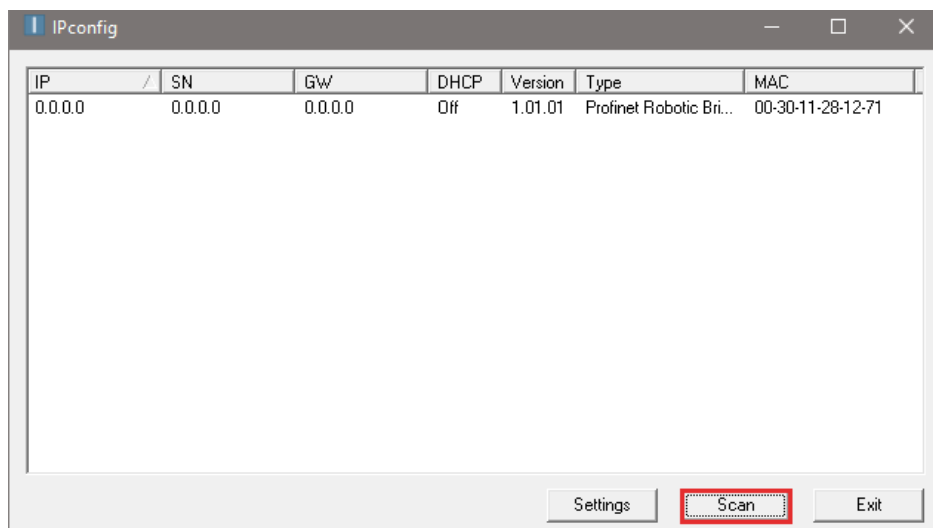 IPconfig
IP / SN GW DHCP Version Type MAC
0.0.0.0 0.0.0.0 0.0.0.0 Off 1.01.01 Profinet Robotic Bri... 00-30-11-28-12-71
Settings Scan Exit